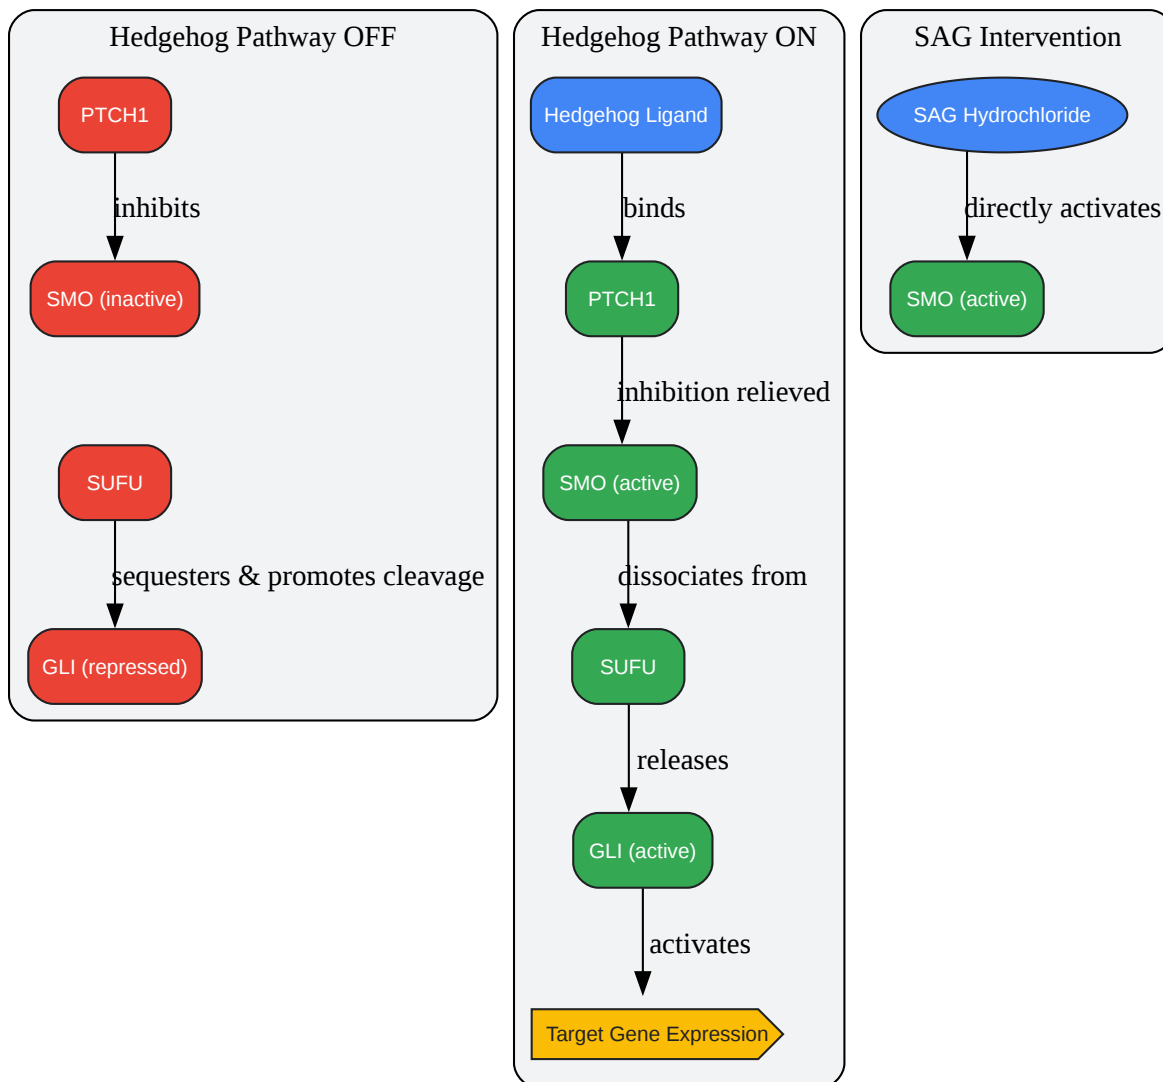 Hedgehog Pathway OFF
PTCH1
inhibits
SMO (inactive)
SUFU
sequesters & promotes cleavage
GLI (repressed)
Hedgehog Pathway ON
Hedgehog Ligand
binds
PTCH1
inhibition relieved
SMO (active)
dissociates from
SUFU
releases
GLI (active)
activates
Target Gene Expression
SAG Intervention
SAG Hydrochloride
directly activates
SMO (active)